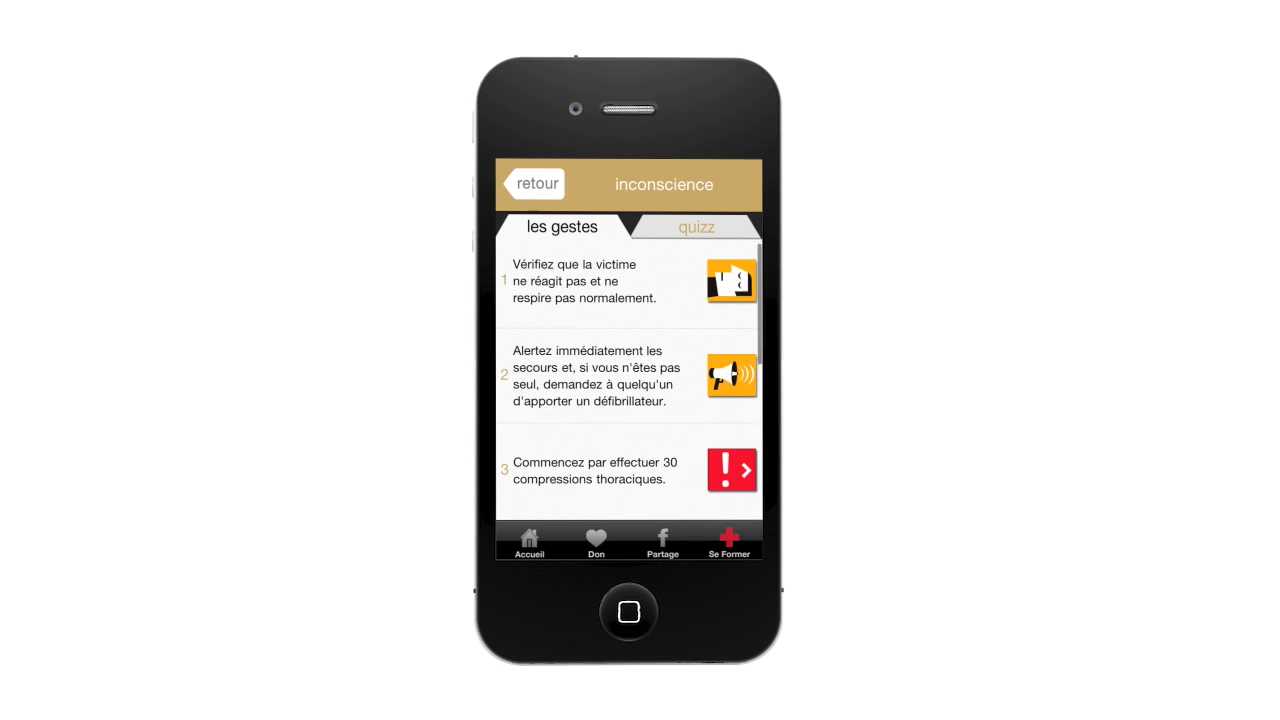 retour
inconscience
les gestes
quizz
1
Vérifiez que la victime
ne réagit pas et ne
respire pas normalement.
2
Alertez immédiatement les
secours et, si vous n'êtes pas
seul, demandez à quelqu'un
d'apporter un défibrillateur.
3
Commencez par effectuer 30
compressions thoraciques.
Accueil
Don
Partage
Se Former